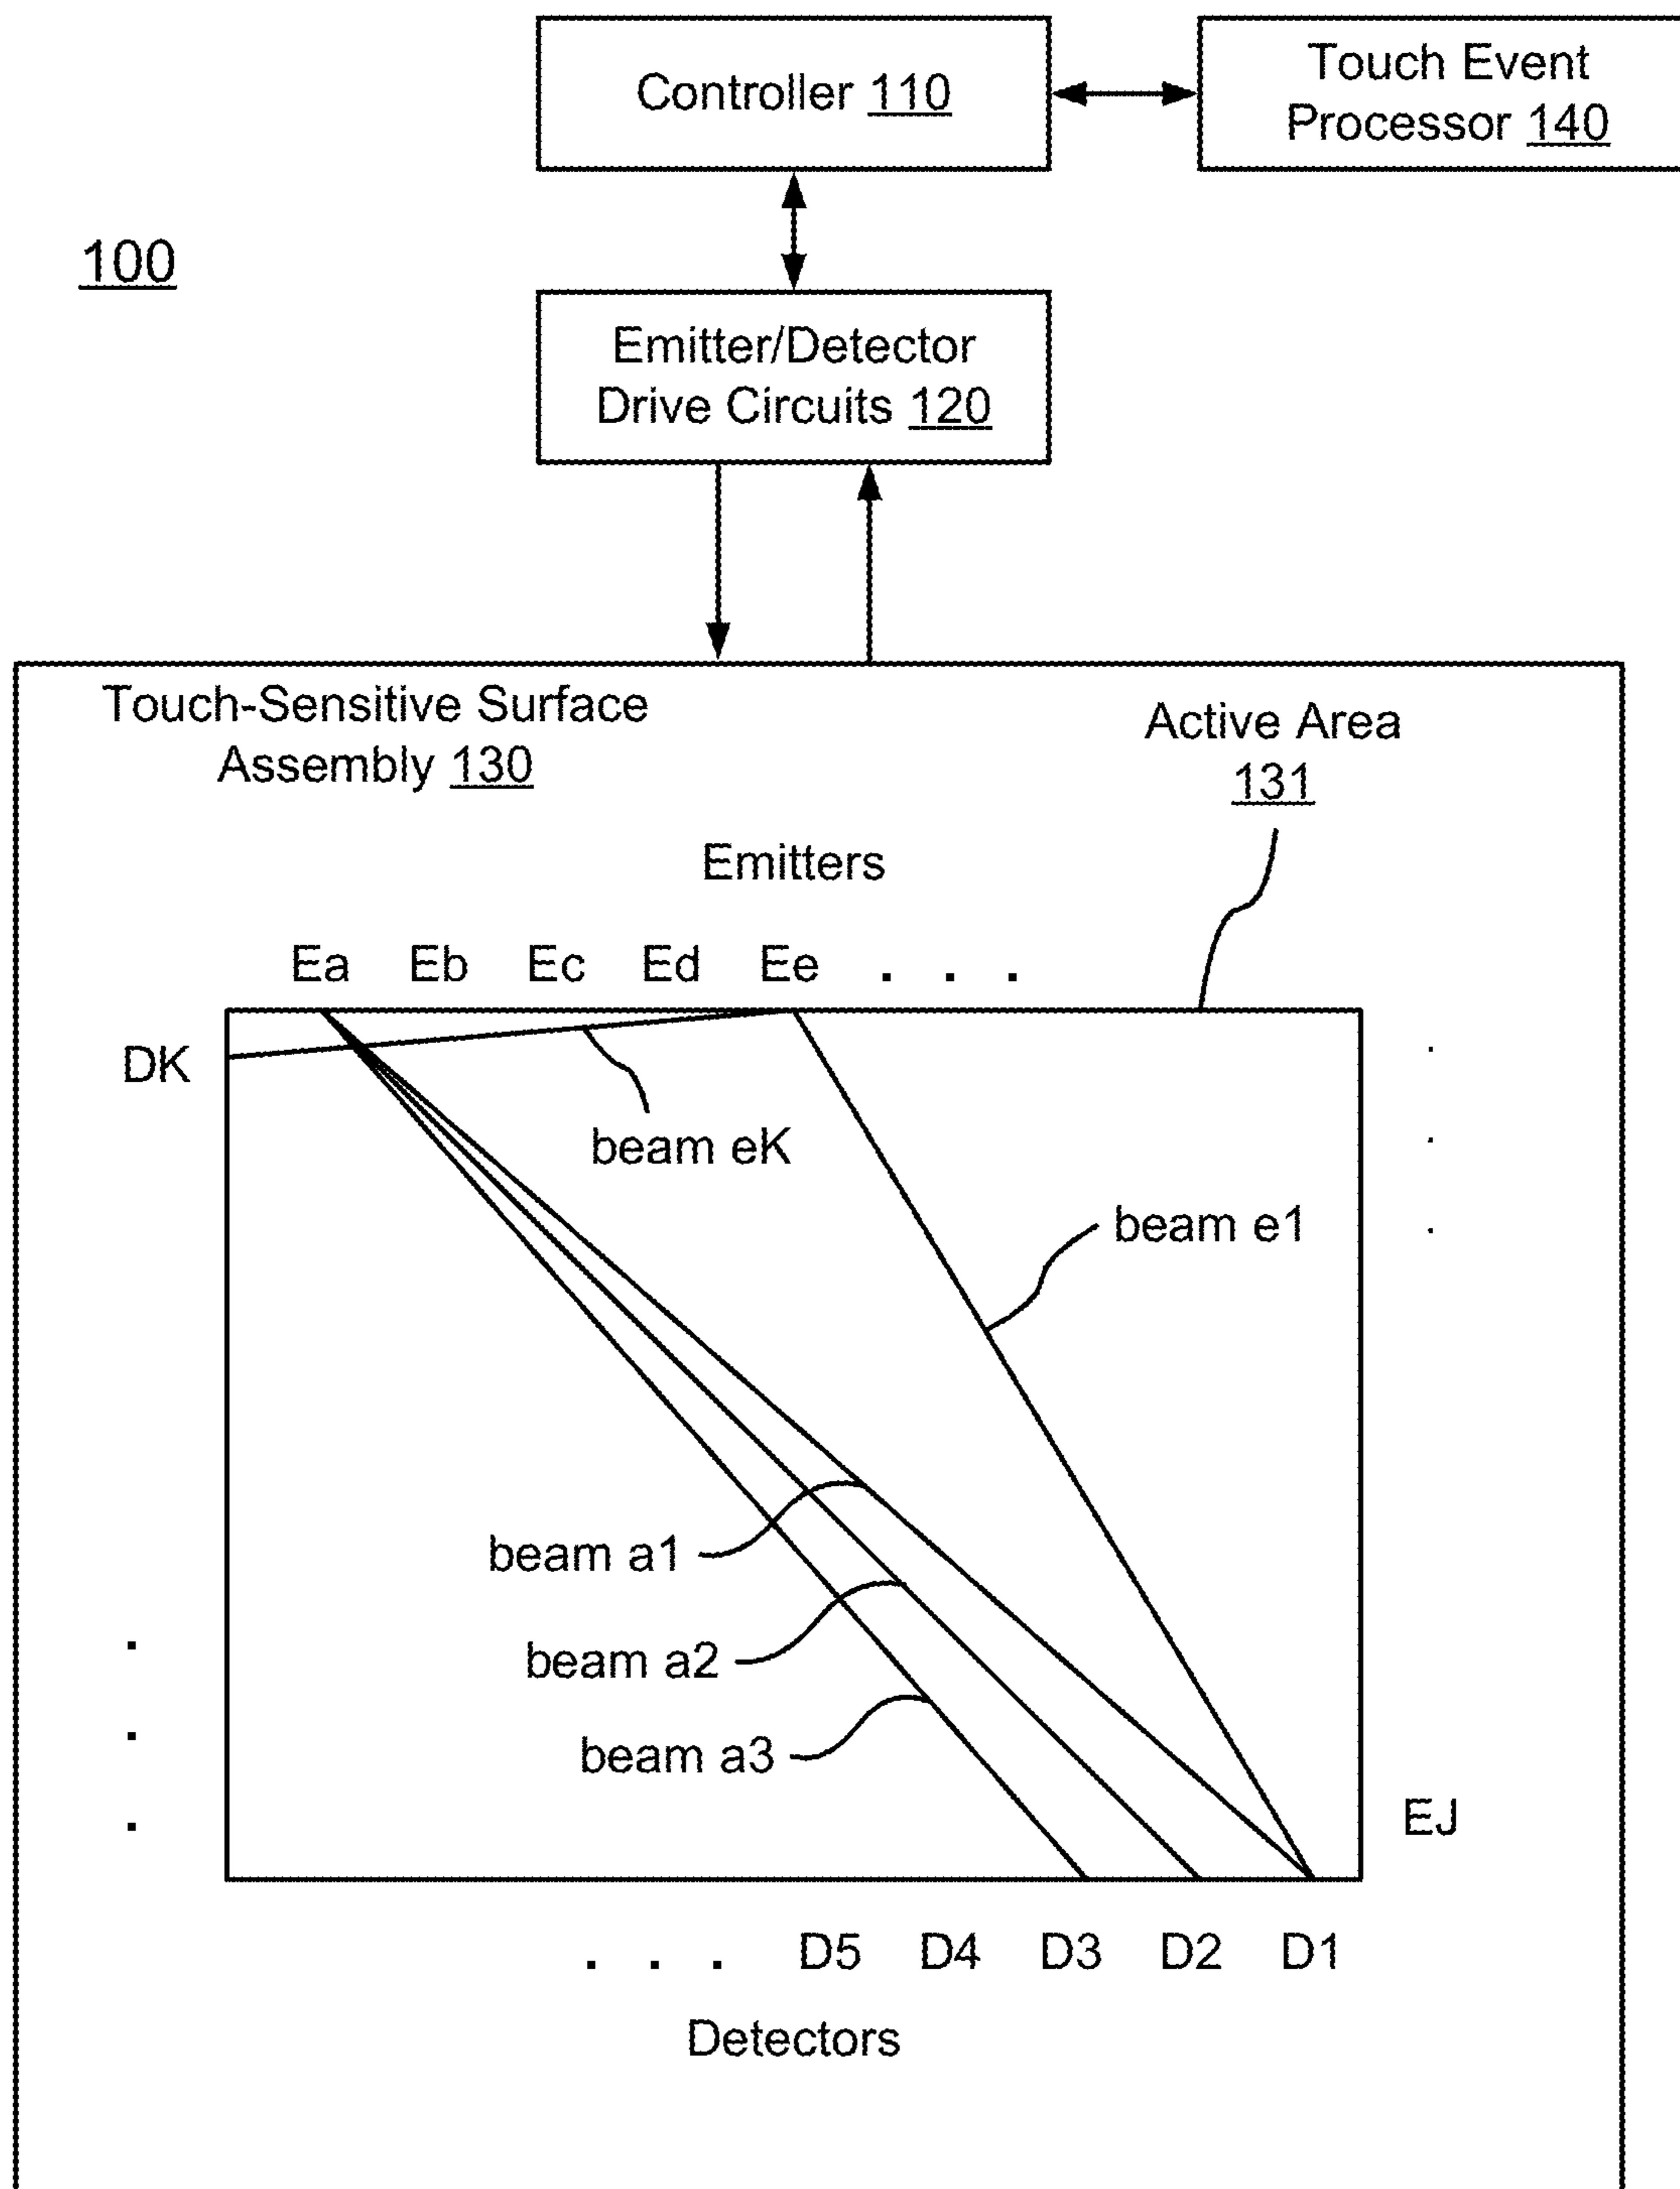 Controller 110
Touch Event
Processor 140
100
Emitter/Detector
Drive Circuits 120
Touch-Sensitive Surface
Assembly 130
Active Area
131
Emitters
Ea Eb Ec Ed Ee . . .
DK
beam eK
beam e1
beam a1
beam a2
beam a3
EJ
. . . D5 D4 D3 D2 D1
Detectors